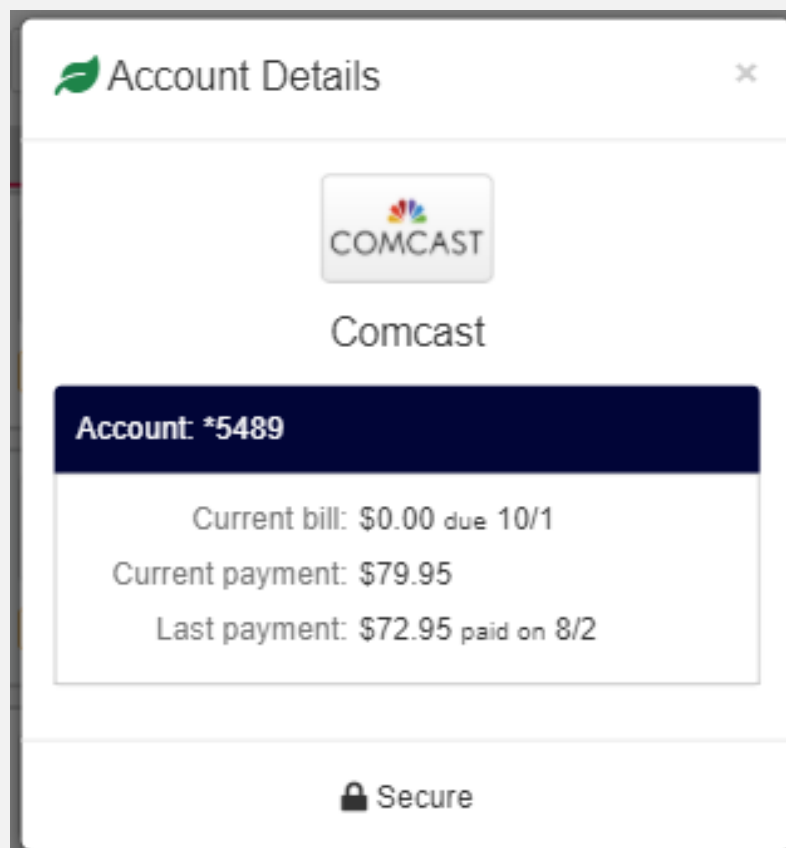 Account Details ×
COMCAST
Comcast
Account: *5489
Current bill: $0.00 due 10/1
Current payment: $79.95
Last payment: $72.95 paid on 8/2
Secure